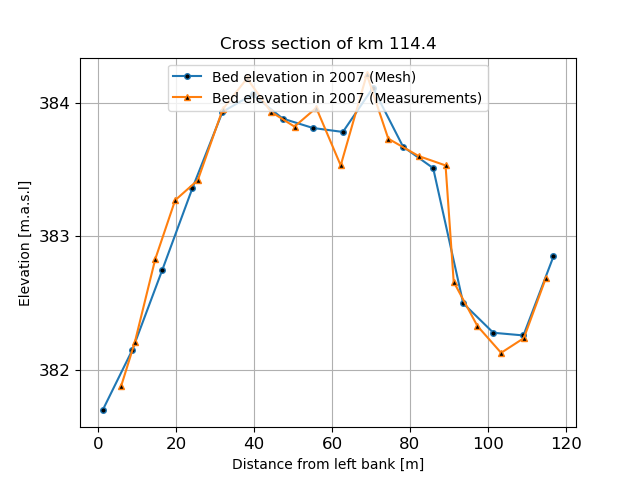 Cross section of km 114.4
Bed elevation in 2007 (Mesh)
Bed elevation in 2007 (Measurements)
384
383
382
Elevation [m.a.s.l]
0 20 40 60 80 100 120
Distance from left bank [m]